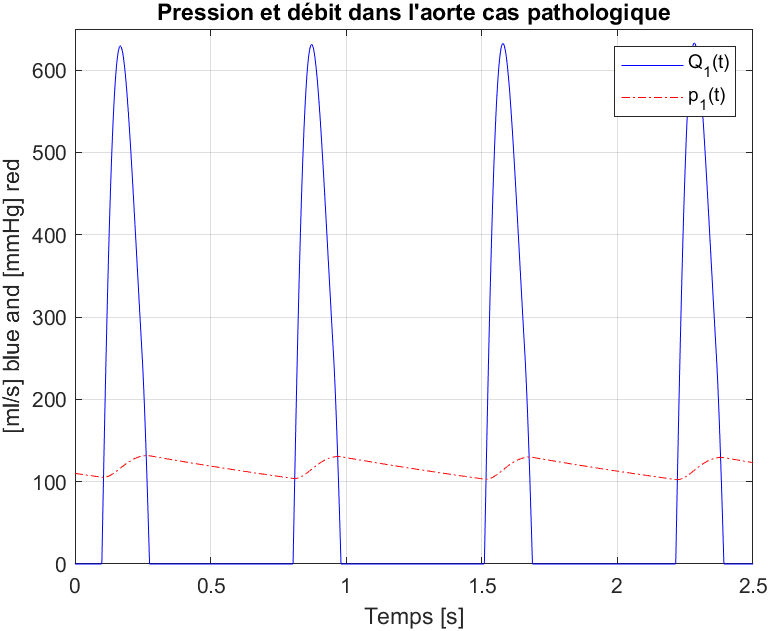 Pression et débit dans l'aorte cas pathologique
[ml/s] blue and [mmHg] red
600
500
400
300
200
100
0
Q1(t)
p1(t)
0 0.5 1 1.5 2 2.5
Temps [s]